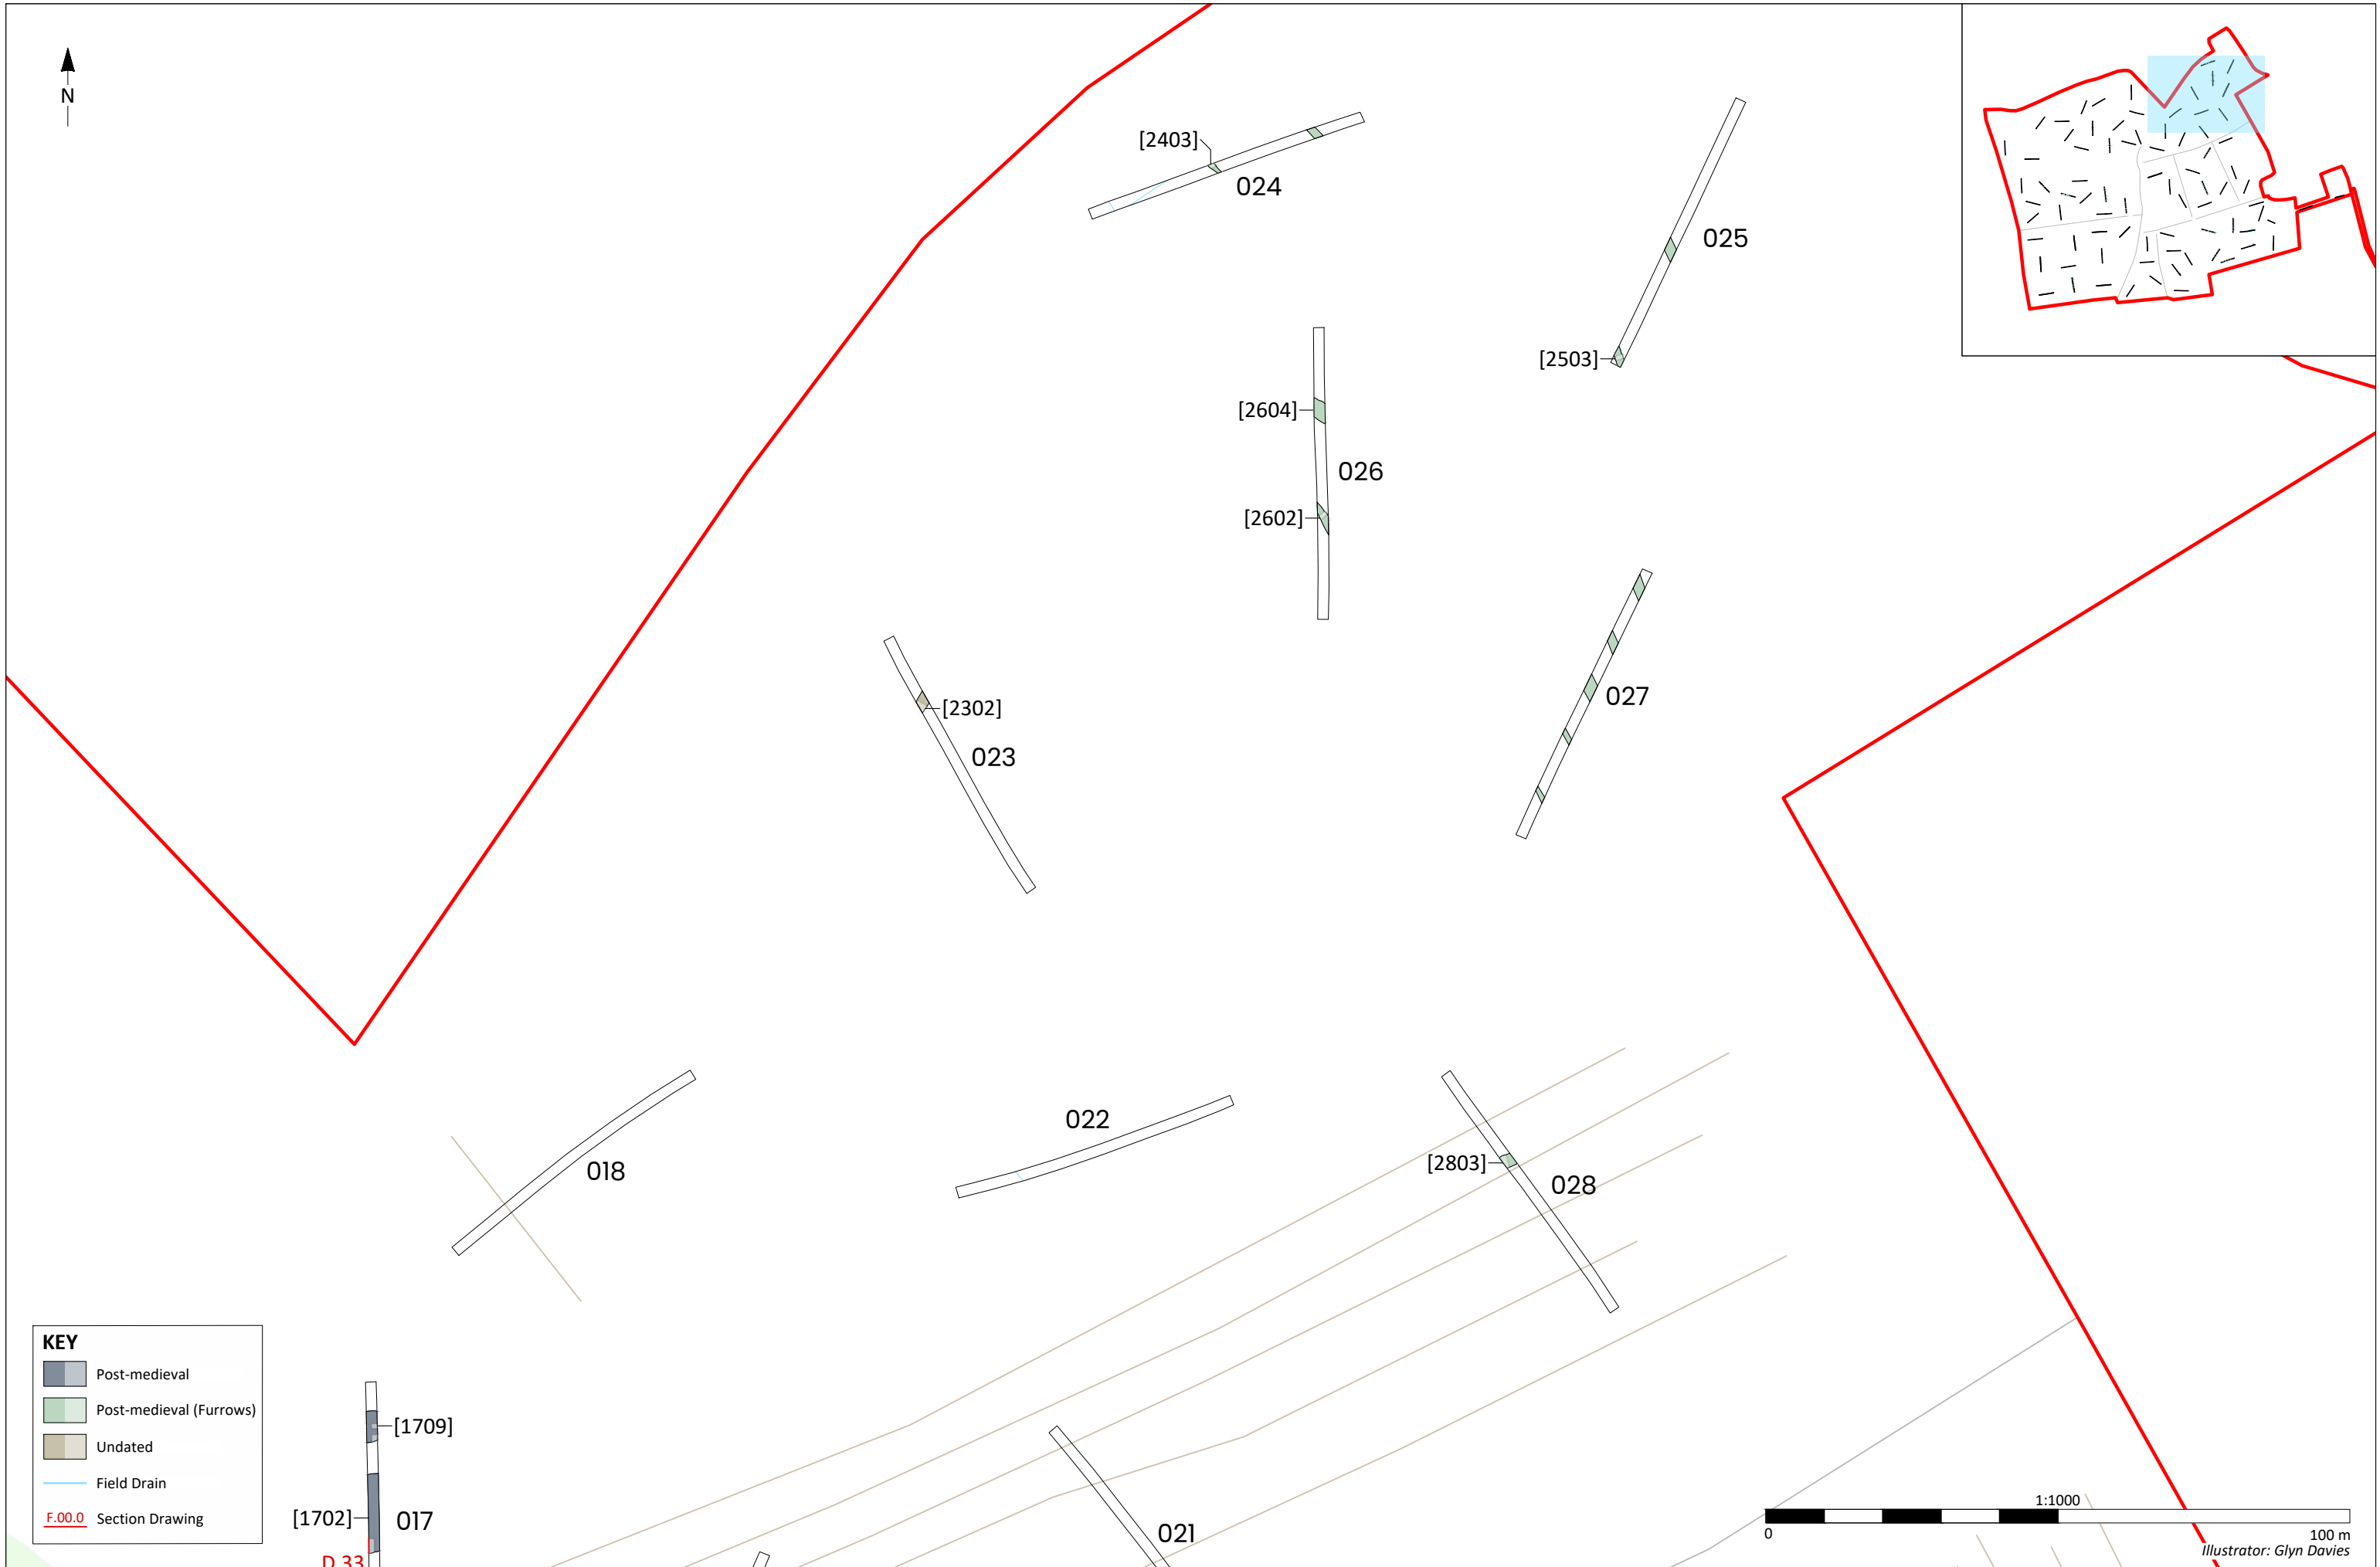 N
[2403]
024
025
[2503]
[2604]
026
[2602]
[2302]
023
027
018
022
[2803]
028
KEY
Post-medieval
Post-medieval (Furrows)
Undated
Field Drain
F.00.0 Section Drawing
[1709]
[1702]
017
D.33
021
1:1000
0 100 m
Illustrator: Glyn Davies